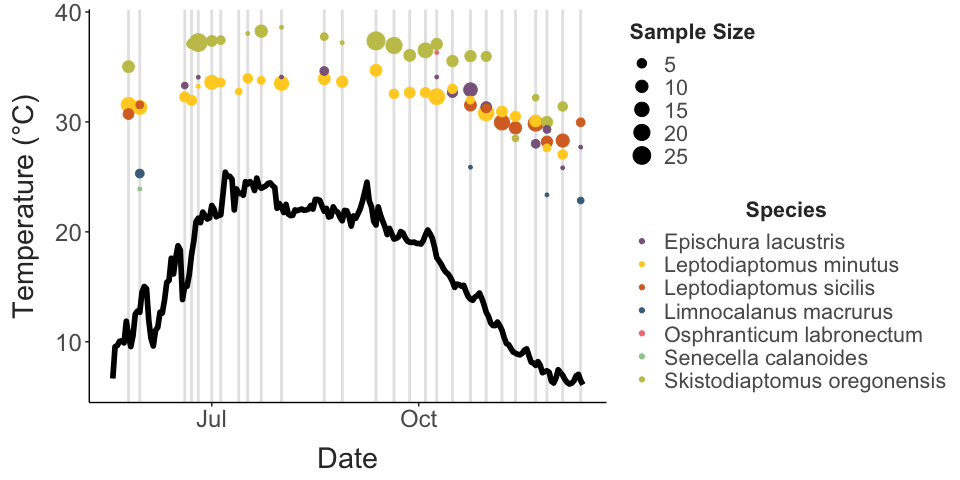 40
30
20
10
Temperature (°C)
Jul
Oct
Date
Sample Size
5
10
15
20
25
Species
Epischura lacustris
Leptodiaptomus minutus
Leptodiaptomus sicilis
Limnocalanus macrurus
Osphranticum labronectum
Senecella calanoides
Skistodiaptomus oregonensis